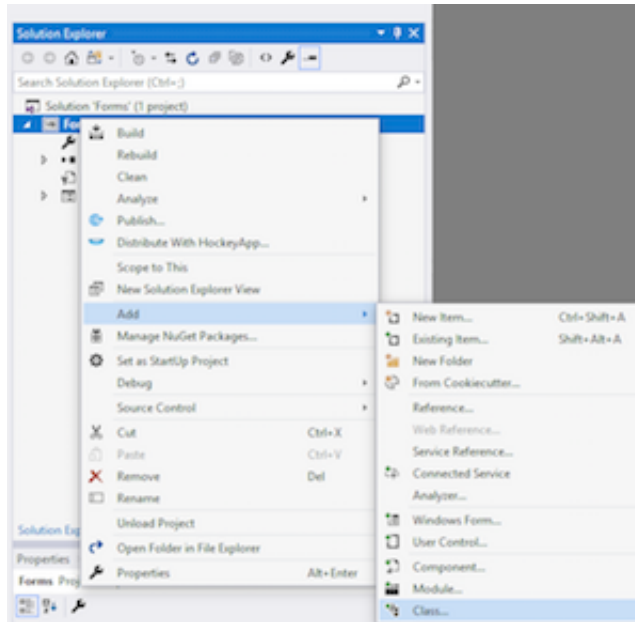 Solution Explorer
Search Solution Explorer (Ctrl+;)
Solution 'Forms' (1 project)
Build
Rebuild
Clean
Analyze
Publish...
Distribute With HockeyApp...
Scope to This
New Solution Explorer View
Add
Manage NuGet Packages...
Set as StartUp Project
Debug
Source Control
Cut Ctrl+X
Paste Ctrl+V
Remove Del
Rename
Unload Project
Open Folder in File Explorer
Properties Alt+Enter
New Item... Ctrl+Shift+A
Existing Item... Shift+Alt+A
New Folder
From Cookiecutter...
Reference...
Web Reference...
Service Reference...
Connected Service
Analyzer...
Windows Form...
User Control...
Component...
Module...
Class...
Solution Exp
Properties
Forms Proj